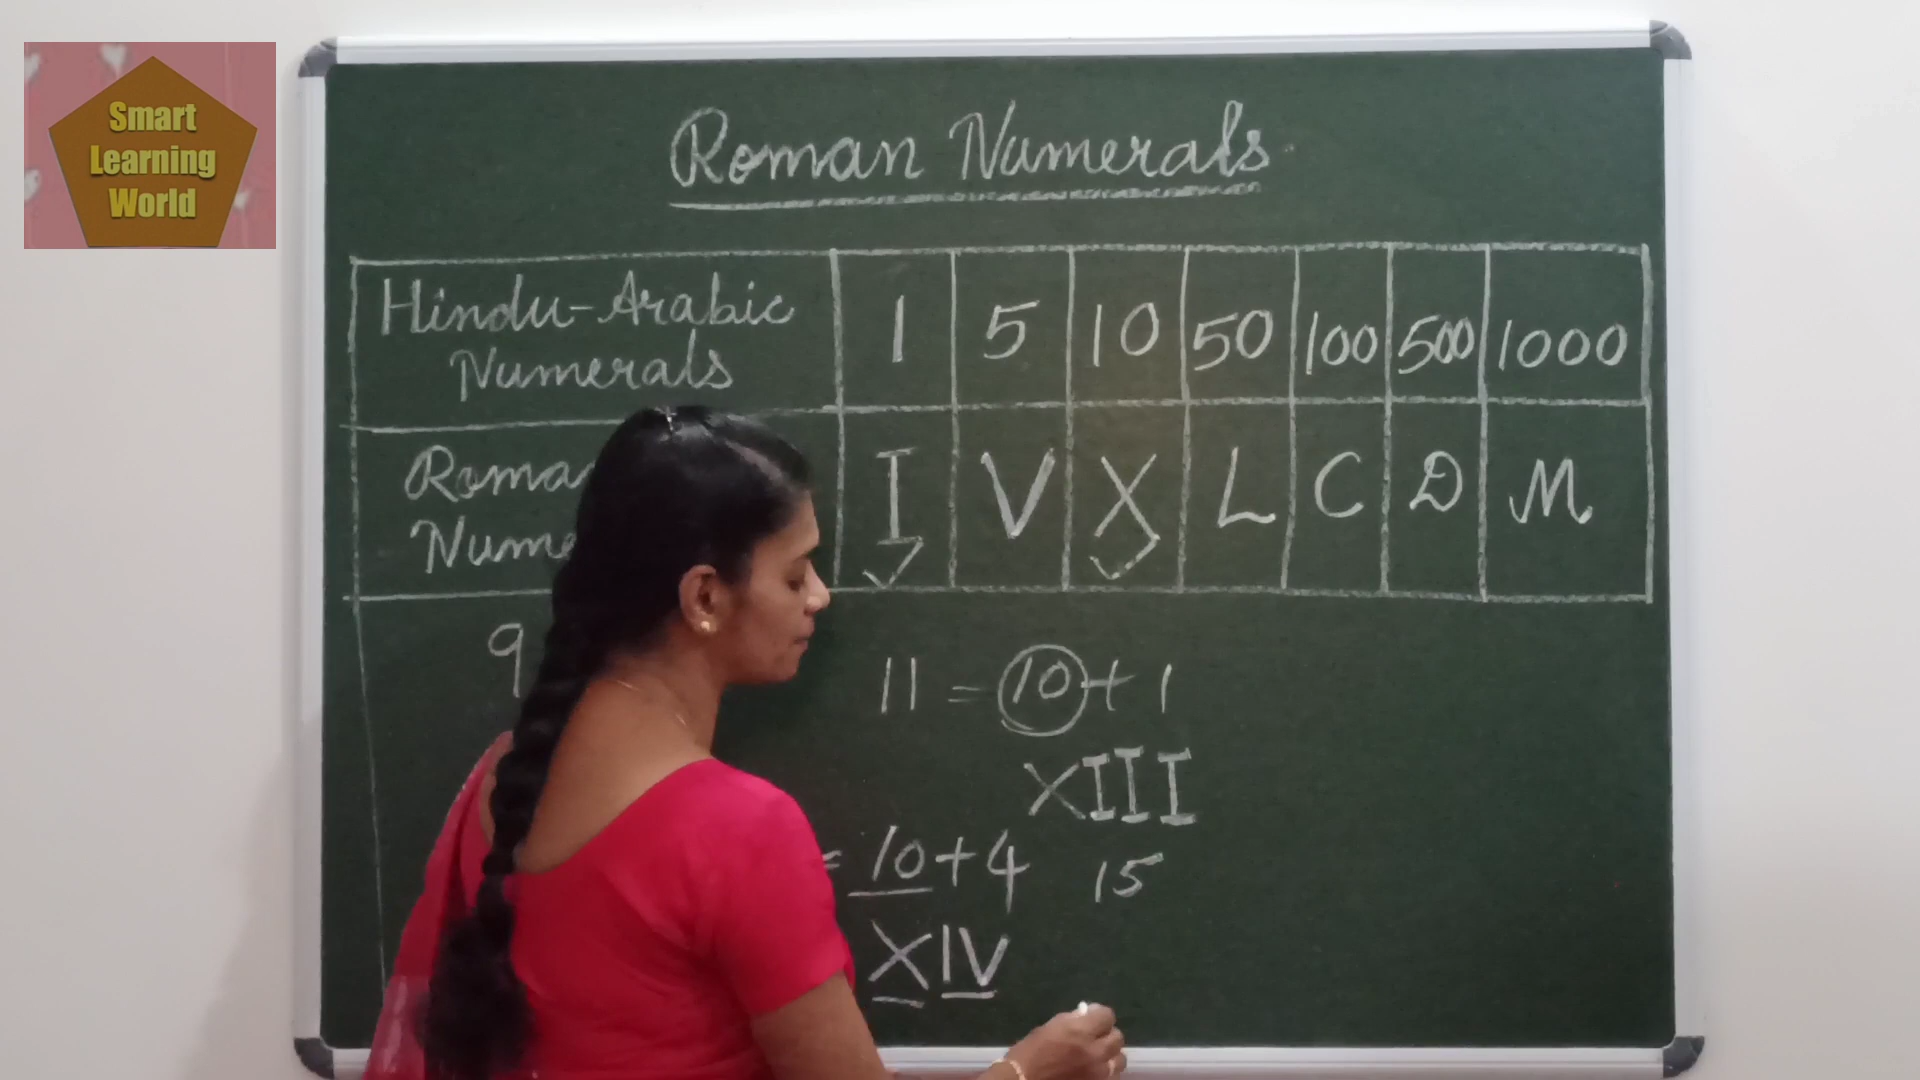 Smart
Learning
World
Roman Numerals
Hindu-Arabic
Numerals
1 5 10 50 100 500 1000
I V X L C D M
9
11 = 10 + 1
XIII
= 10 + 4 15
XIV